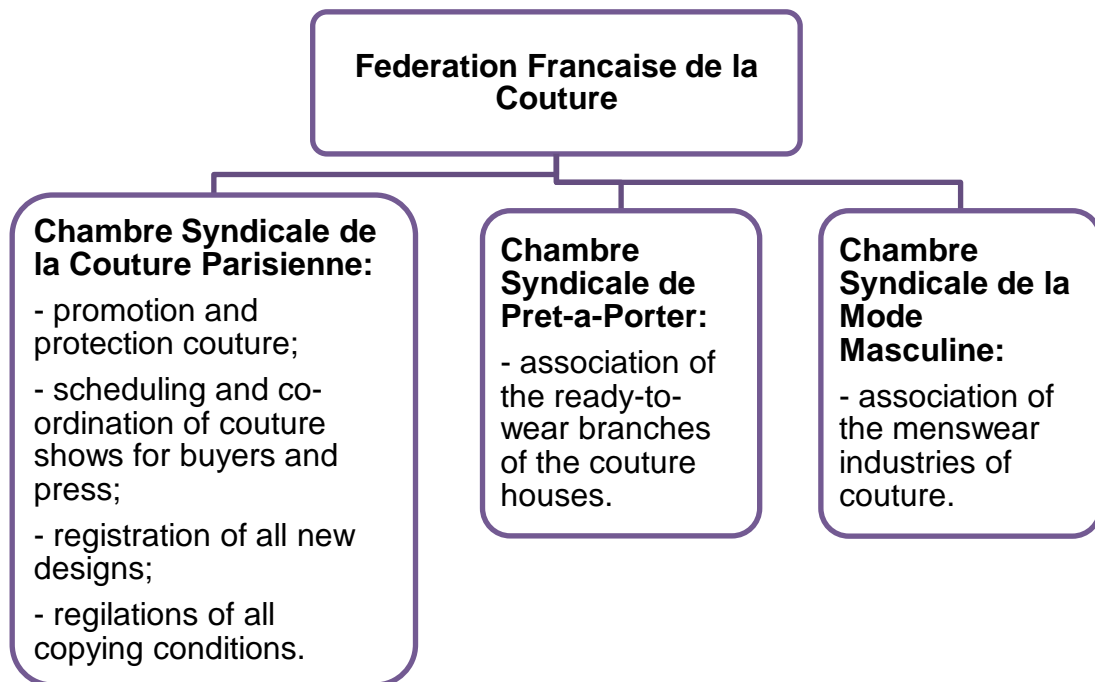 Federation Francaise de la
Couture
Chambre Syndicale de
la Couture Parisienne:
- promotion and
protection couture;
- scheduling and co-
ordination of couture
shows for buyers and
press;
- registration of all new
designs;
- regilations of all
copying conditions.
Chambre
Syndicale de
Pret-a-Porter:
- association of
the ready-to-
wear branches
of the couture
houses.
Chambre
Syndicale de la
Mode
Masculine:
- association of
the menswear
industries of
couture.